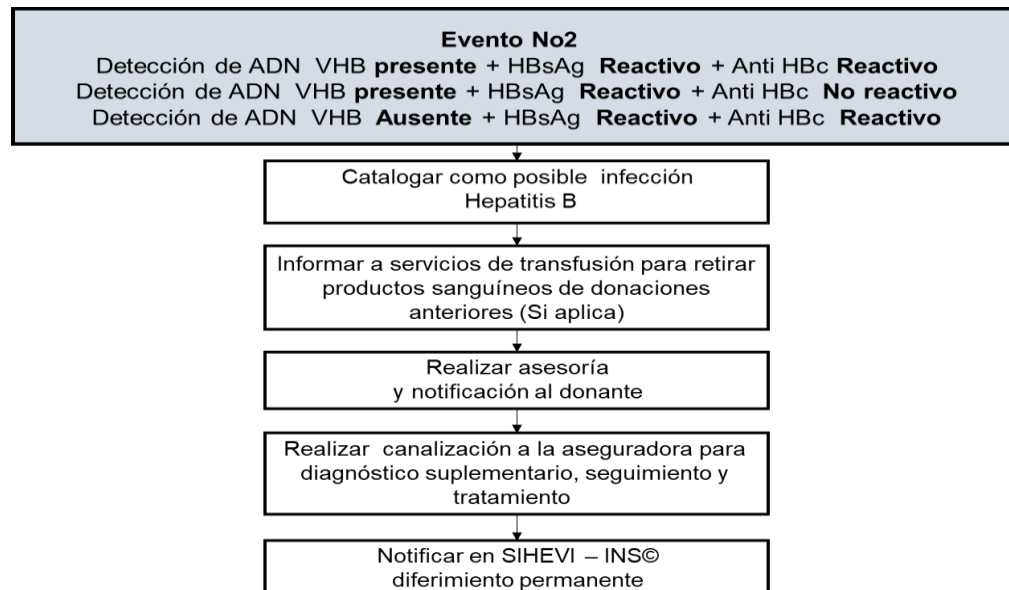 Evento No2
Detección de ADN VHB presente + HBsAg Reactivo + Anti HBc Reactivo
Detección de ADN VHB presente + HBsAg Reactivo + Anti HBc No reactivo
Detección de ADN VHB Ausente + HBsAg Reactivo + Anti HBc Reactivo
Catalogar como posible infección
Hepatitis B
Informar a servicios de transfusión para retirar
productos sanguíneos de donaciones
anteriores (Si aplica)
Realizar asesoría
y notificación al donante
Realizar canalización a la aseguradora para
diagnóstico suplementario, seguimiento y
tratamiento
Notificar en SIHEVI – INS©
diferimiento permanente